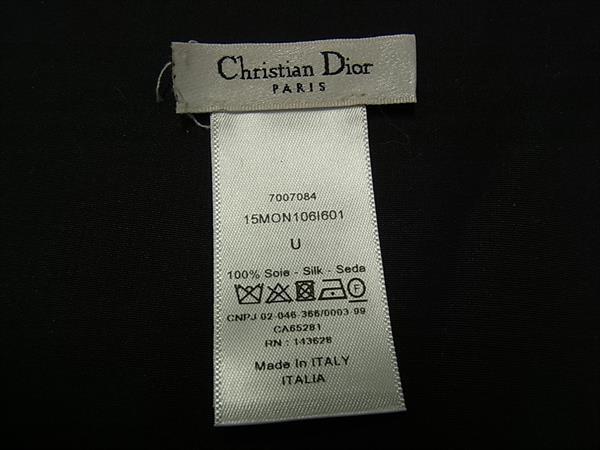 Christian Dior
PARIS
7007084
15MON106I601
U
100% Soie - Silk - Seda
F
CNPJ 02-046-366/0003-99
CA65281
RN : 143628
Made In ITALY
ITALIA